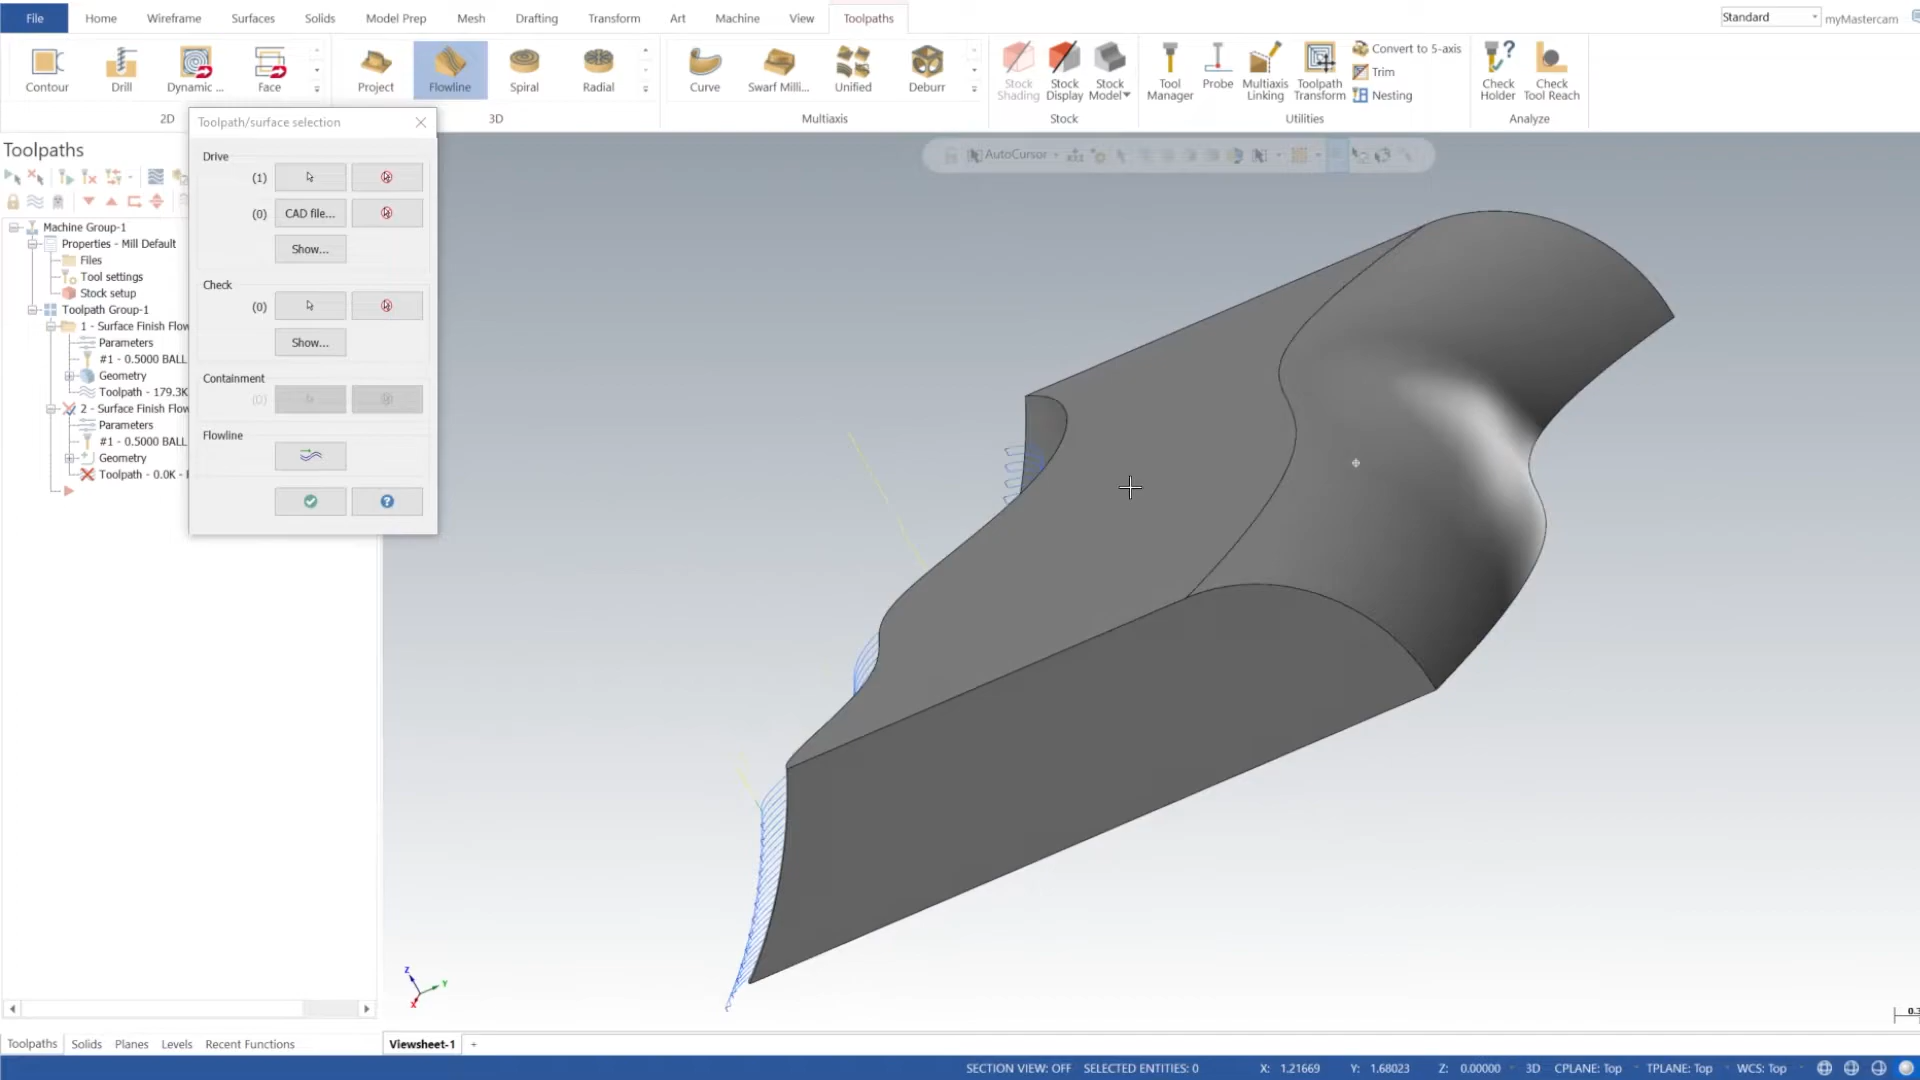 File Home Wireframe Surfaces Solids Model Prep Mesh Drafting Transform Art Machine View Toolpaths Standard myMastercam
Contour Drill Dynamic ... Face Project Flowline Spiral Radial Curve Swarf Milli... Unified Deburr Stock Shading Stock Display Stock Model Tool Manager Probe Multiaxis Linking Toolpath Transform Convert to 5-axis Trim Nesting Check Holder Check Tool Reach
2D 3D Multiaxis Stock Utilities Analyze
Toolpath/surface selection
Toolpaths
AutoCursor
Drive
(1)
(0) CAD file...
Show...
Check
(0)
Show...
Containment
(0)
Flowline
Machine Group-1
Properties - Mill Default
Files
Tool settings
Stock setup
Toolpath Group-1
1 - Surface Finish Flow
Parameters
#1 - 0.5000 BALL
Geometry
Toolpath - 179.3K
2 - Surface Finish Flow
Parameters
#1 - 0.5000 BALL
Geometry
Toolpath - 0.0K -
Z
Y
X
Toolpaths Solids Planes Levels Recent Functions Viewsheet-1 +
SECTION VIEW: OFF SELECTED ENTITIES: 0 X: 1.21669 Y: 1.68023 Z: 0.00000 3D CPLANE: Top TPLANE: Top WCS: Top